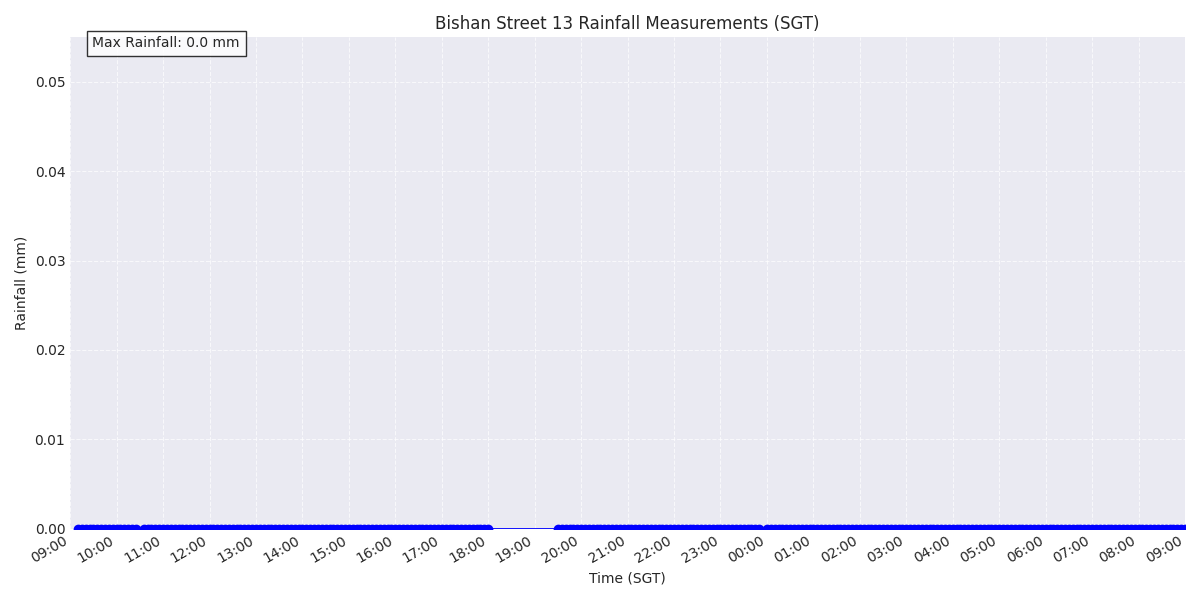 Bishan Street 13 Rainfall Measurements (SGT)
Max Rainfall: 0.0 mm
Rainfall (mm)
0.05
0.04
0.03
0.02
0.01
0.00
09:00 10:00 11:00 12:00 13:00 14:00 15:00 16:00 17:00 18:00 19:00 20:00 21:00 22:00 23:00 00:00 01:00 02:00 03:00 04:00 05:00 06:00 07:00 08:00 09:00
Time (SGT)